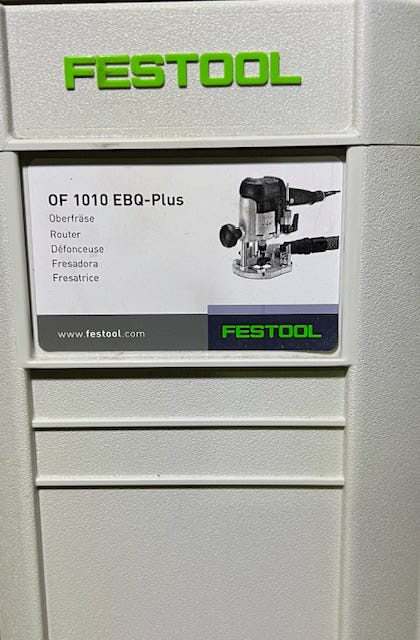 FESTOOL
OF 1010 EBQ-Plus
Oberfräse
Router
Défonceuse
Fresadora
Fresatrice
www.festool.com
FESTOOL